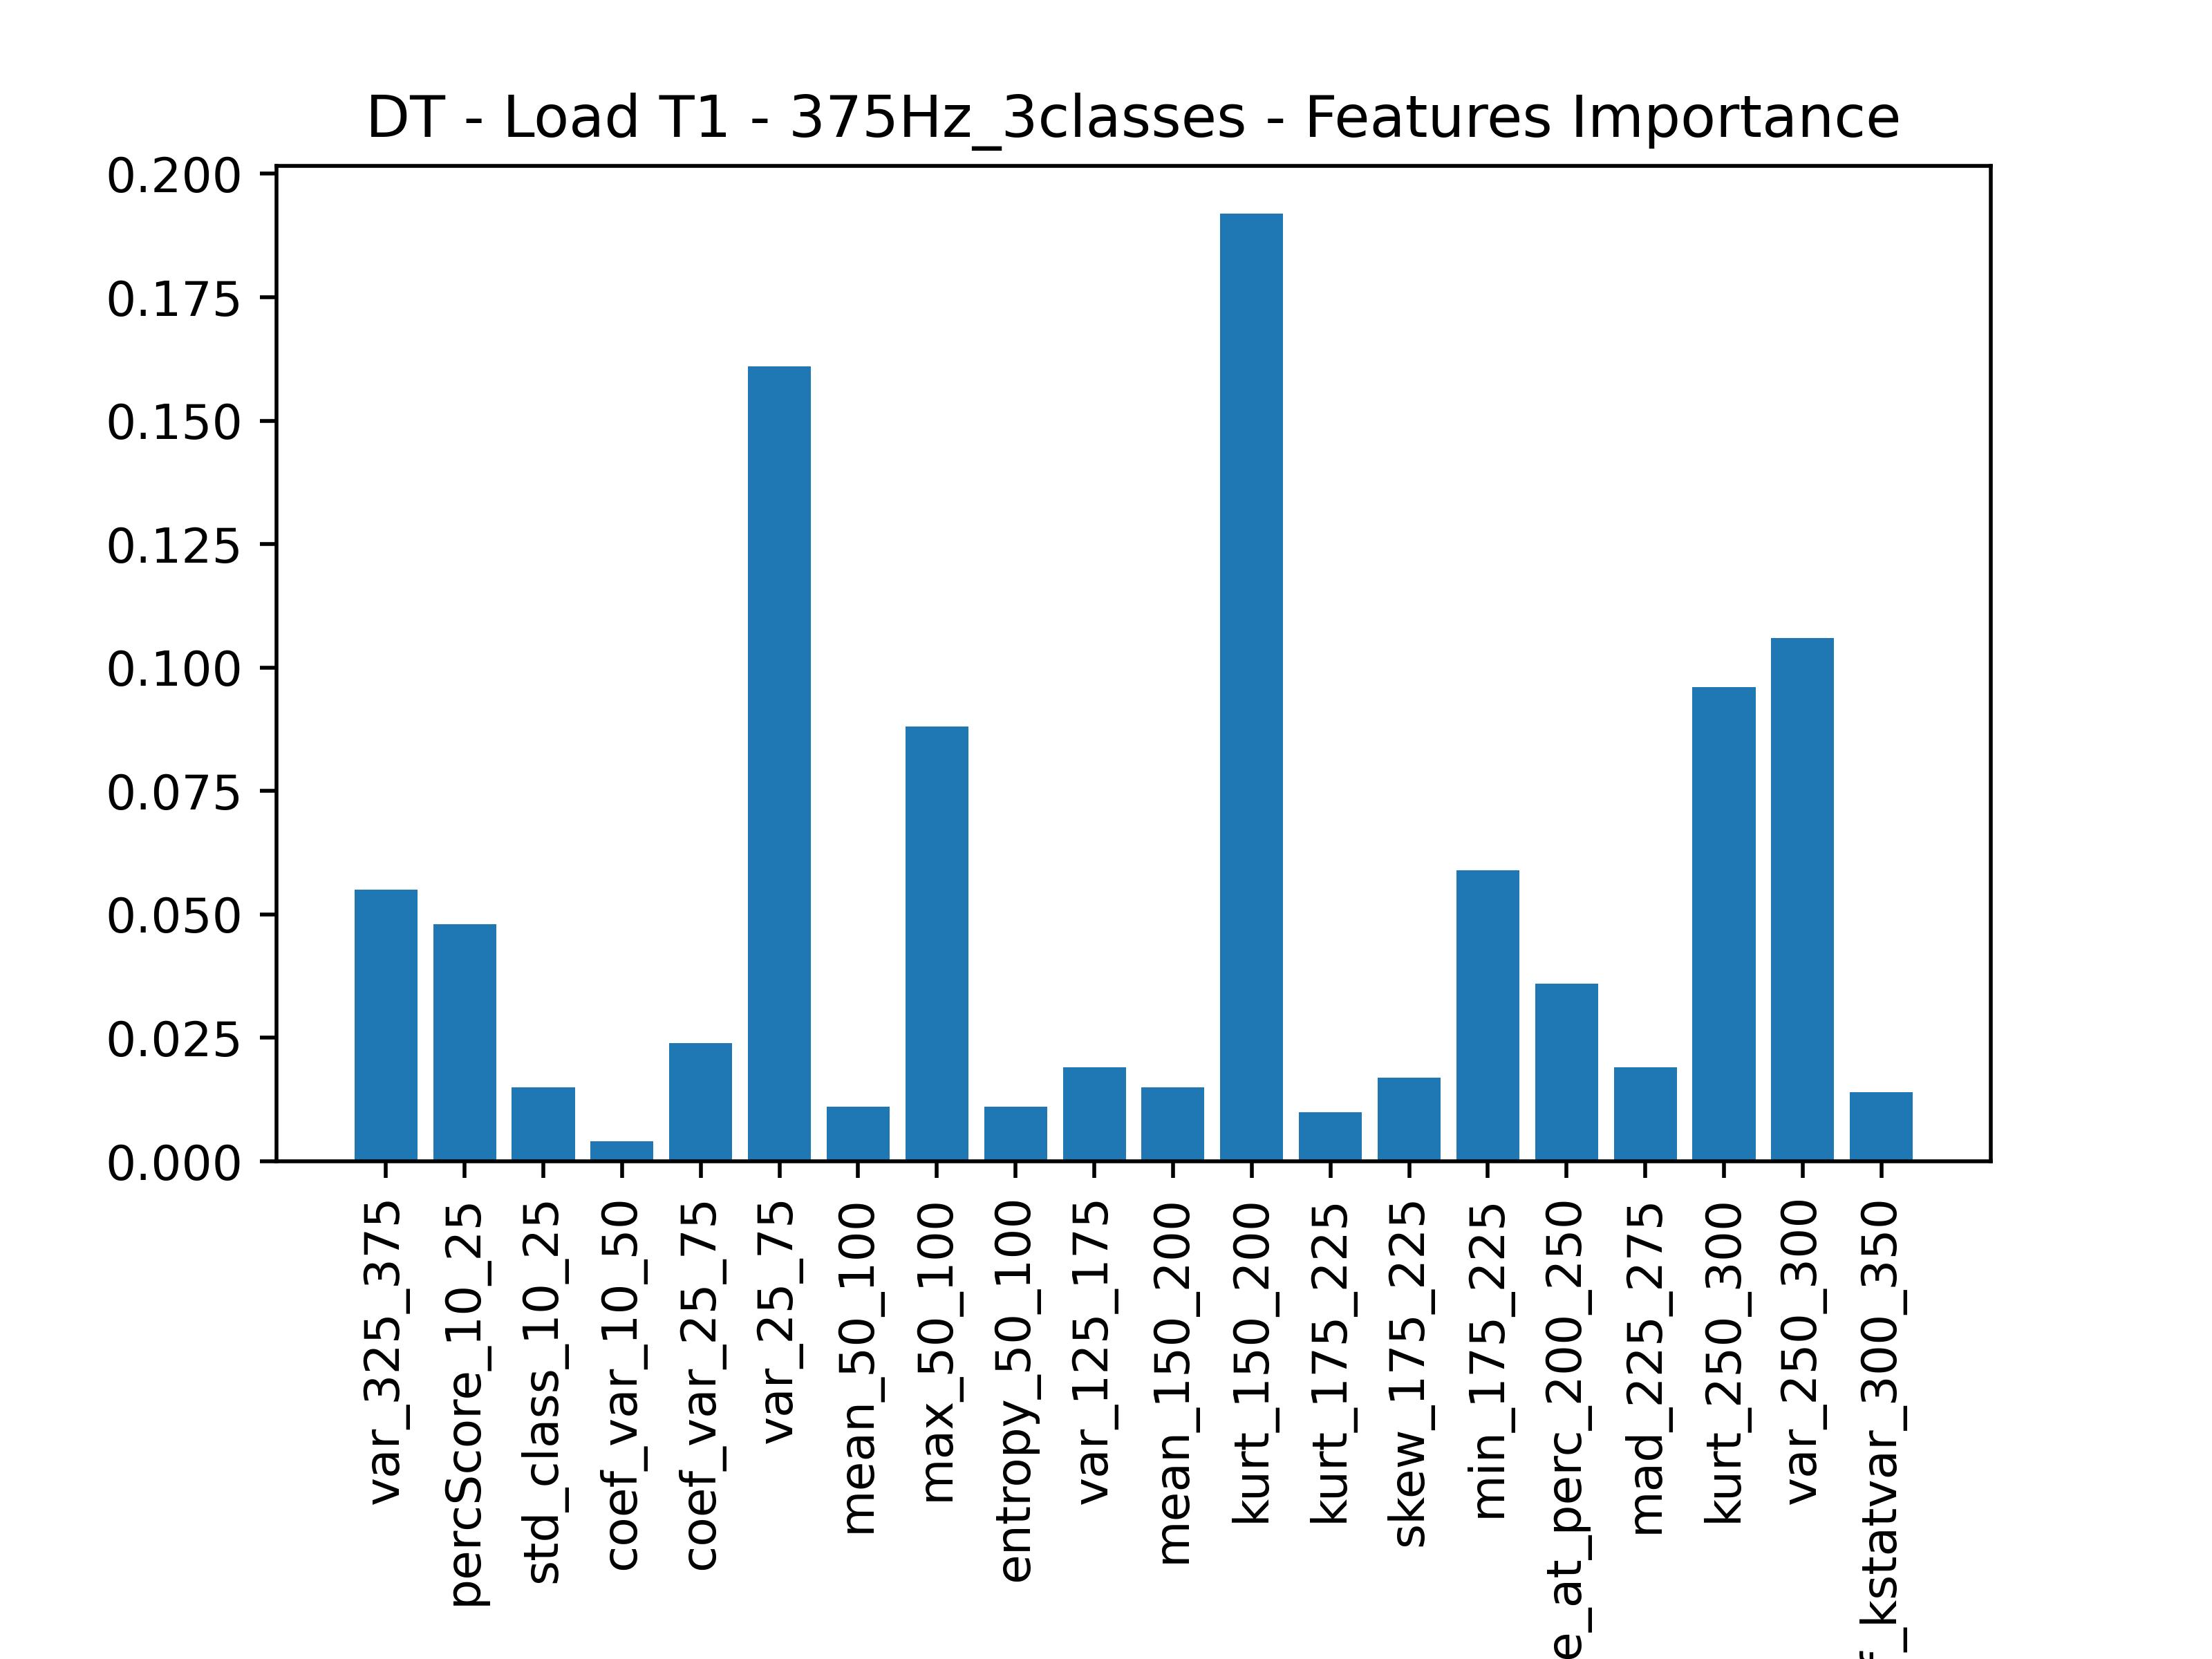 DT - Load T1 - 375Hz_3classes - Features Importance
0.200
0.175
0.150
0.125
0.100
0.075
0.050
0.025
0.000
var_325_375
percScore_10_25
std_class_10_25
coef_var_10_50
coef_var_25_75
var_25_75
mean_50_100
max_50_100
entropy_50_100
var_125_175
mean_150_200
kurt_150_200
kurt_175_225
skew_175_225
min_175_225
e_at_perc_200_250
mad_225_275
kurt_250_300
var_250_300
f_kstatvar_300_350